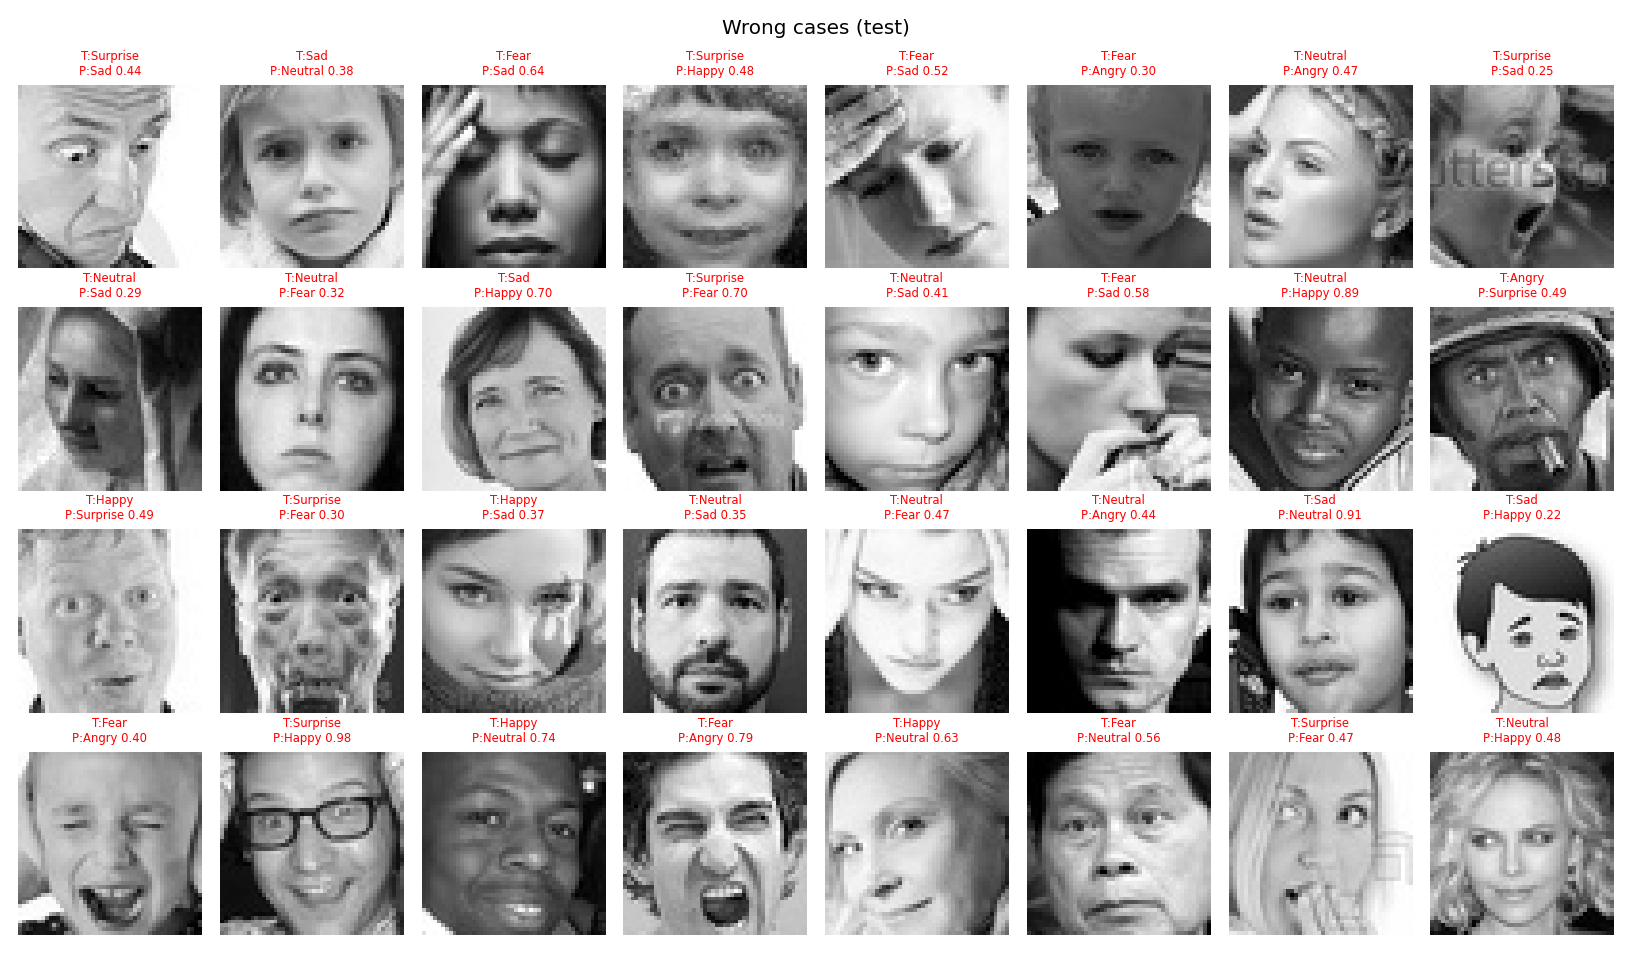 Wrong cases (test)
T:Surprise
P:Sad 0.44
T:Sad
P:Neutral 0.38
T:Fear
P:Sad 0.64
T:Surprise
P:Happy 0.48
T:Fear
P:Sad 0.52
T:Fear
P:Angry 0.30
T:Neutral
P:Angry 0.47
T:Surprise
P:Sad 0.25
T:Neutral
P:Sad 0.29
T:Neutral
P:Fear 0.32
T:Sad
P:Happy 0.70
T:Surprise
P:Fear 0.70
T:Neutral
P:Sad 0.41
T:Fear
P:Sad 0.58
T:Neutral
P:Happy 0.89
T:Angry
P:Surprise 0.49
T:Happy
P:Surprise 0.49
T:Surprise
P:Fear 0.30
T:Happy
P:Sad 0.37
T:Neutral
P:Sad 0.35
T:Neutral
P:Fear 0.47
T:Neutral
P:Angry 0.44
T:Sad
P:Neutral 0.91
T:Sad
P:Happy 0.22
T:Fear
P:Angry 0.40
T:Surprise
P:Happy 0.98
T:Happy
P:Neutral 0.74
T:Fear
P:Angry 0.79
T:Happy
P:Neutral 0.63
T:Fear
P:Neutral 0.56
T:Surprise
P:Fear 0.47
T:Neutral
P:Happy 0.48